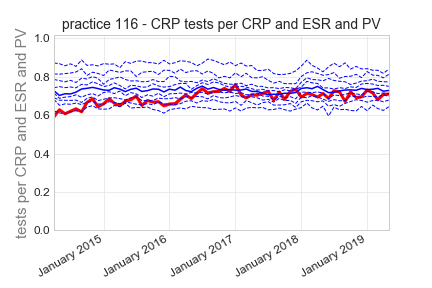 practice 116 - CRP tests per CRP and ESR and PV
tests per CRP and ESR and PV
1.0
0.8
0.6
0.4
0.2
0.0
January 2015
January 2016
January 2017
January 2018
January 2019